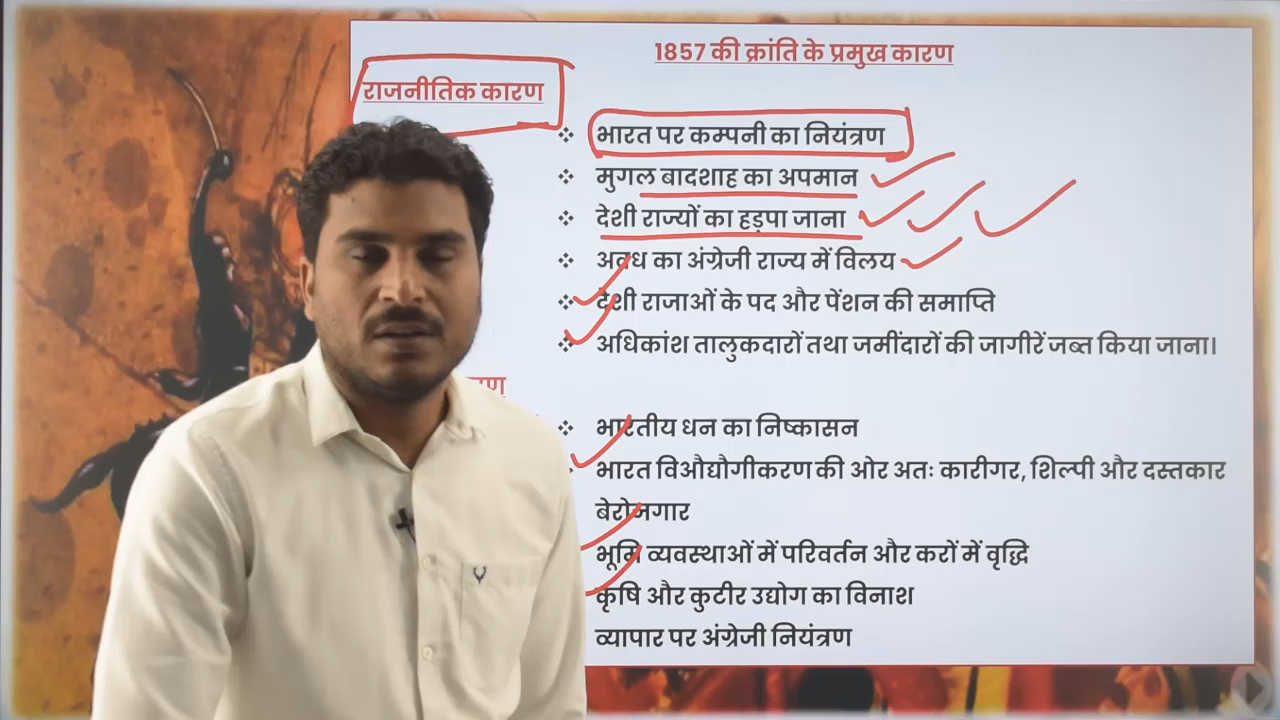 1857 की क्रांति के प्रमुख कारण
राजनीतिक कारण
भारत पर कम्पनी का नियंत्रण
मुगल बादशाह का अपमान
देशी राज्यों का हड़पा जाना
अवध का अंग्रेजी राज्य में विलय
देशी राजाओं के पद और पेंशन की समाप्ति
अधिकांश तालुकदारों तथा जमींदारों की जागीरें जब्त किया जाना।
भारतीय धन का निष्कासन
भारत विऔद्योगीकरण की ओर अतः कारीगर, शिल्पी और दस्तकार
बेरोजगार
भूमि व्यवस्थाओं में परिवर्तन और करों में वृद्धि
कृषि और कुटीर उद्योग का विनाश
व्यापार पर अंग्रेजी नियंत्रण